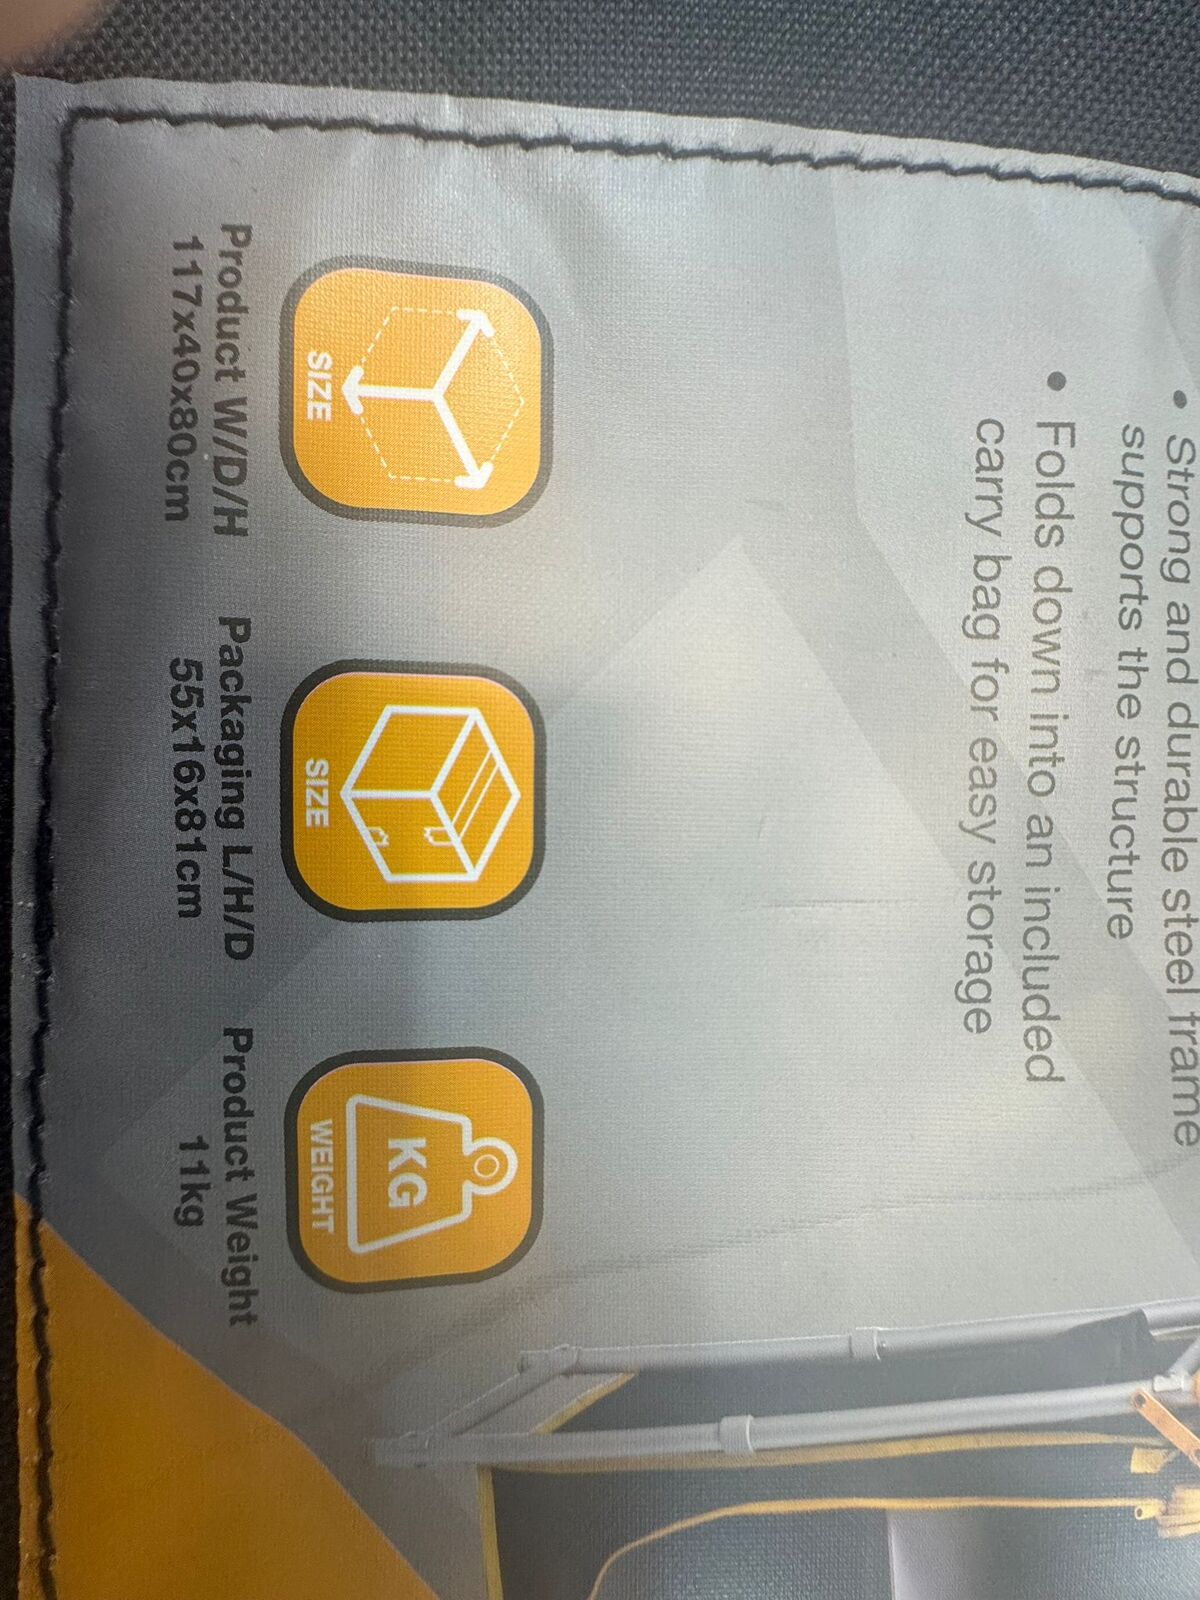 • Strong and durable steel frame
supports the structure
• Folds down into an included
carry bag for easy storage
SIZE
Product W/D/H
117x40x80cm
SIZE
Packaging L/H/D
55x16x81cm
KG
WEIGHT
Product Weight
11kg